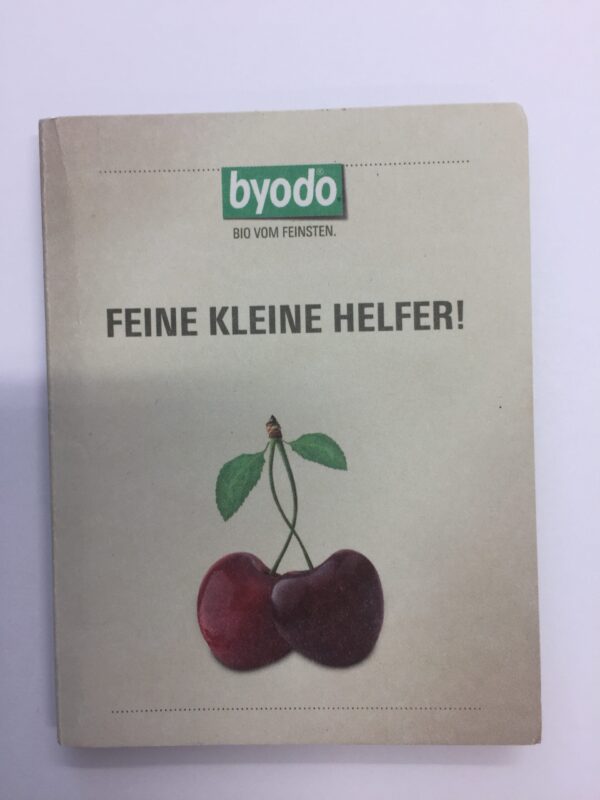 byodo®
BIO VOM FEINSTEN.
FEINE KLEINE HELFER!